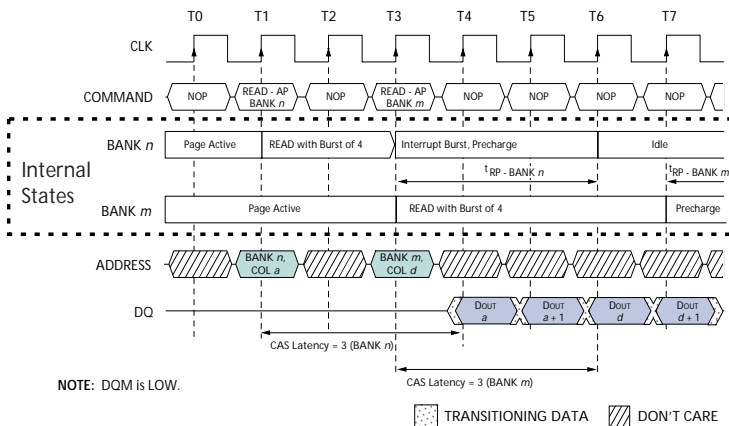 T0 T1 T2 T3 T4 T5 T6 T7
CLK
COMMAND NOP READ - AP BANK n NOP READ - AP BANK m NOP NOP NOP NOP
Internal States
BANK n Page Active READ with Burst of 4 Interrupt Burst, Precharge Idle
tRP - BANK n tRP - BANK m
BANK m Page Active READ with Burst of 4 Precharge
ADDRESS BANK n, COL a BANK m, COL d
DQ DOUT a DOUT a + 1 DOUT d DOUT d + 1
CAS Latency = 3 (BANK n)
CAS Latency = 3 (BANK m)
NOTE: DQM is LOW.
TRANSITIONING DATA DON'T CARE